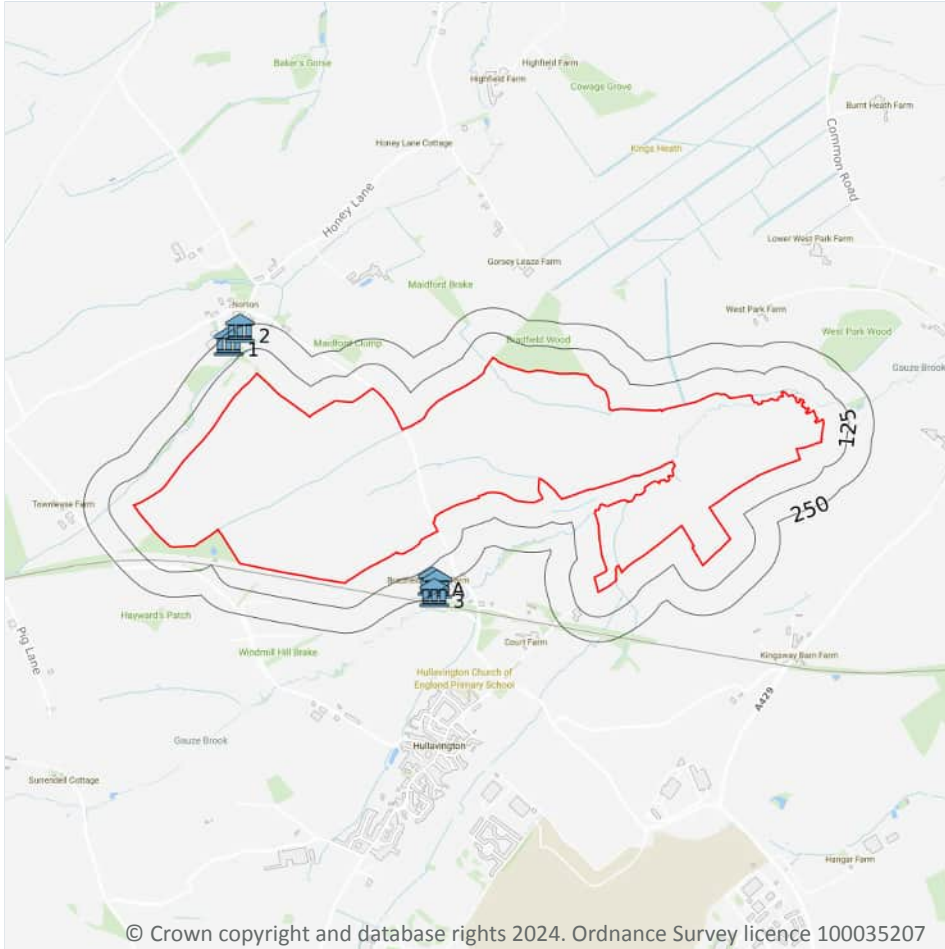 Baker's Gorse
Highfield Farm
Highfield Farm
Cowage Grove
Burnt Heath Farm
Honey Lane Cottage
Kings Heath
Common Road
Honey Lane
Lower West Park Farm
Gorsey Leaze Farm
Maidford Brake
Norton
West Park Farm
2
1
Maidford Clump
Bradfield Wood
West Park Wood
Gauze Brook
125
Townleyse Farm
250
A
3
Hayward's Patch
Pig Lane
Windmill Hill Brake
Court Farm
Kingsway Barn Farm
Hullavington Church of
England Primary School
A429
Gauze Brook
Hullavington
Surrendell Cottage
Hangar Farm
© Crown copyright and database rights 2024. Ordnance Survey licence 100035207